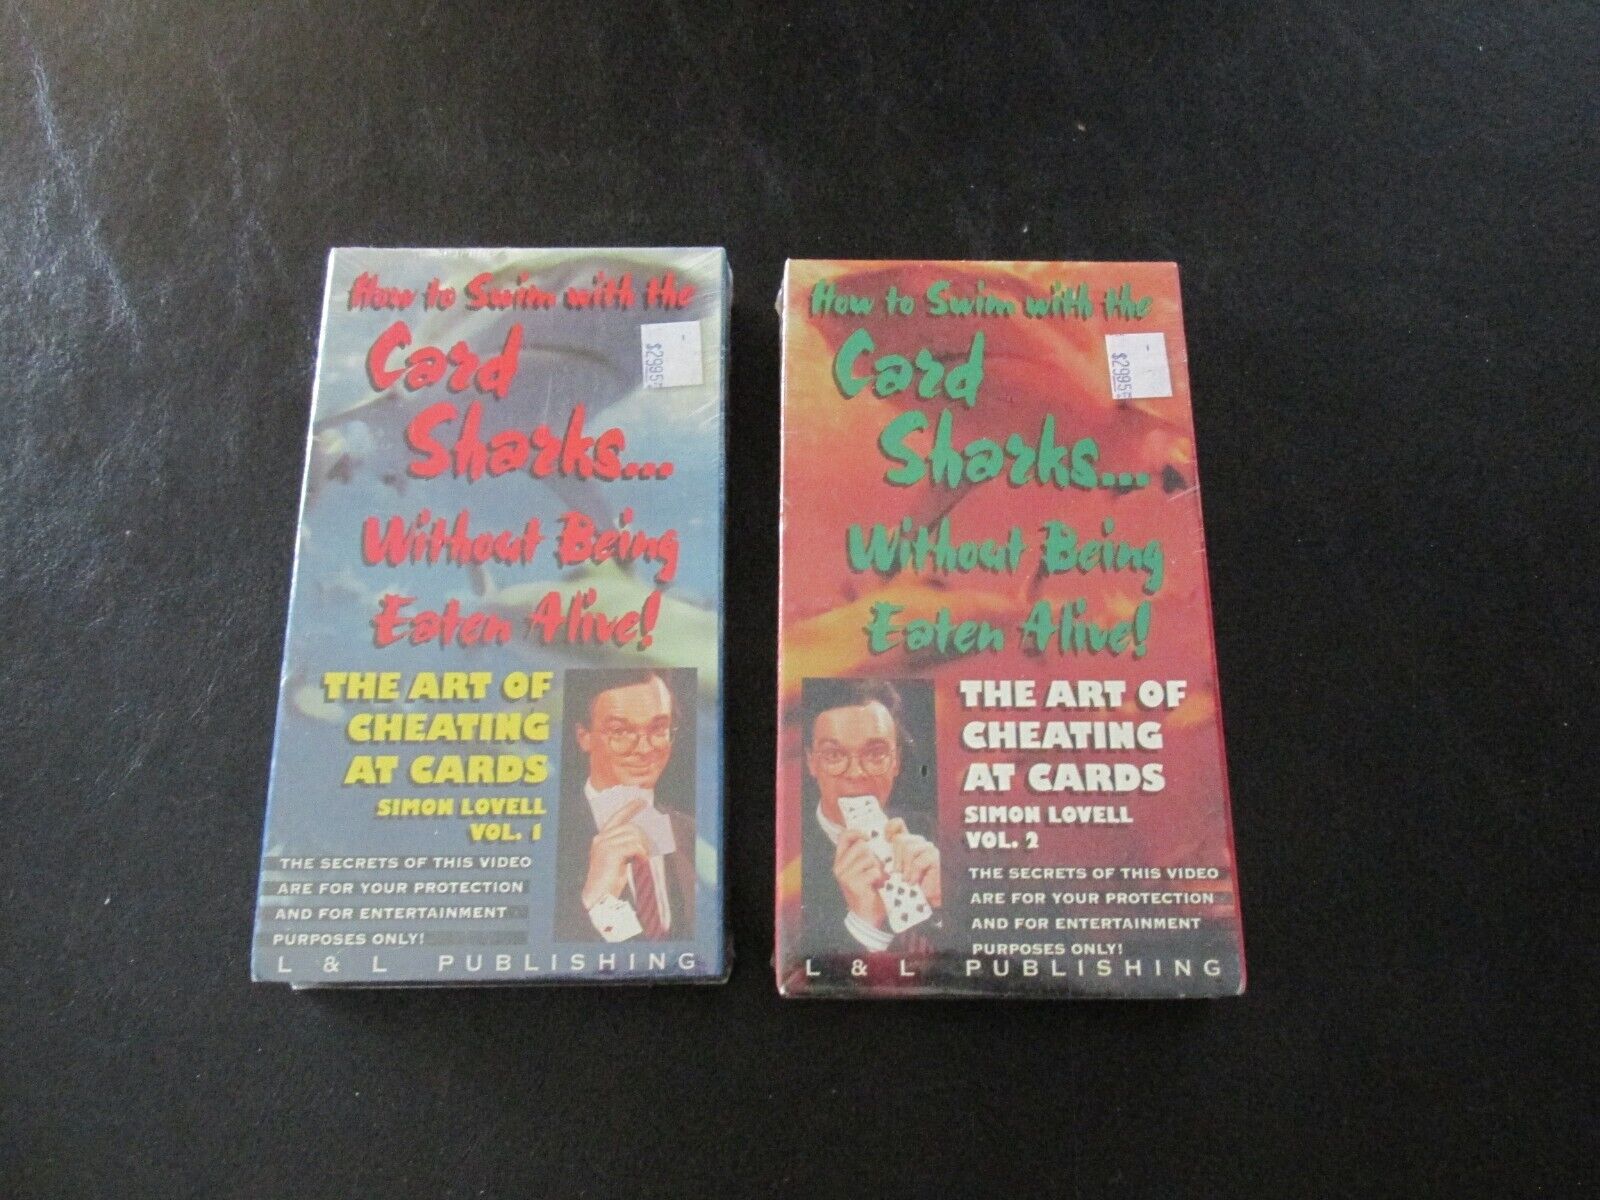 How to Swim with the
Card
Sharks...
Without Being
Eaten Alive!
THE ART OF
CHEATING
AT CARDS
SIMON LOVELL
VOL. 1
THE SECRETS OF THIS VIDEO
ARE FOR YOUR PROTECTION
AND FOR ENTERTAINMENT
PURPOSES ONLY!
L & L PUBLISHING
$2995
How to Swim with the
Card
Sharks...
Without Being
Eaten Alive!
THE ART OF
CHEATING
AT CARDS
SIMON LOVELL
VOL. 2
THE SECRETS OF THIS VIDEO
ARE FOR YOUR PROTECTION
AND FOR ENTERTAINMENT
PURPOSES ONLY!
L & L PUBLISHING
$2995